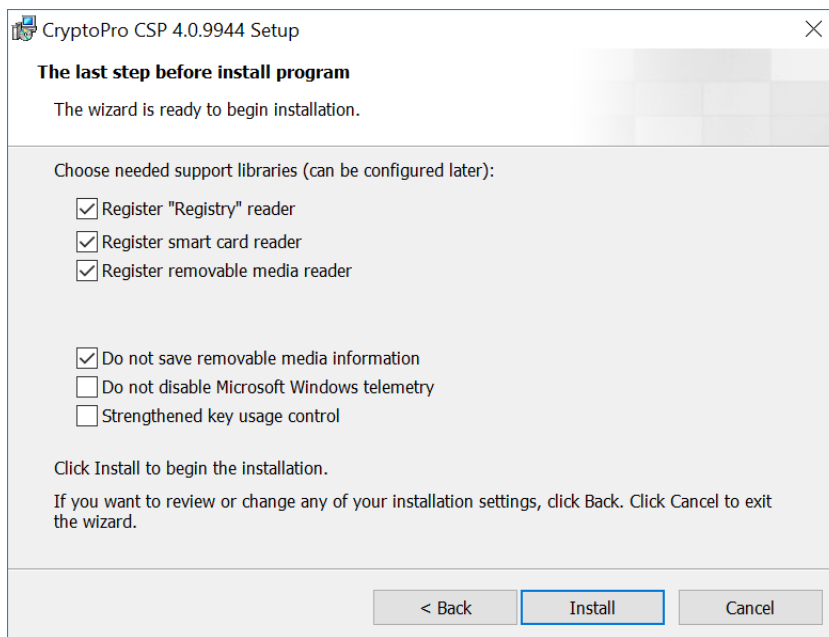 CryptoPro CSP 4.0.9944 Setup
The last step before install program
The wizard is ready to begin installation.
Choose needed support libraries (can be configured later):
Register "Registry" reader
Register smart card reader
Register removable media reader
Do not save removable media information
Do not disable Microsoft Windows telemetry
Strengthened key usage control
Click Install to begin the installation.
If you want to review or change any of your installation settings, click Back. Click Cancel to exit
the wizard.
< Back
Install
Cancel